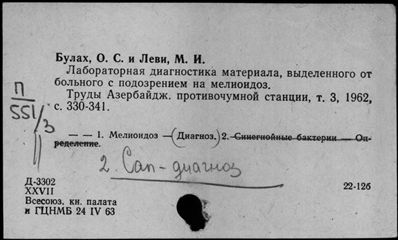 Булах, О. С. и Леви, М. И.
Лабораторная диагностика материала, выделенного от
больного с подозрением на мелиоидоз.
Труды Азербайдж. противочумной станции, т. 3, 1962,
с. 330-341.
П
551/3
— — 1. Мелиоидоз — (Диагноз.) 2. Синегнойные бактерии — Оп-
ределение.
2. Сап - диагноз
Д-3302
XXVII
22-126
Всесоюз. кн. палата
и ГЦНМБ 24 IV 63